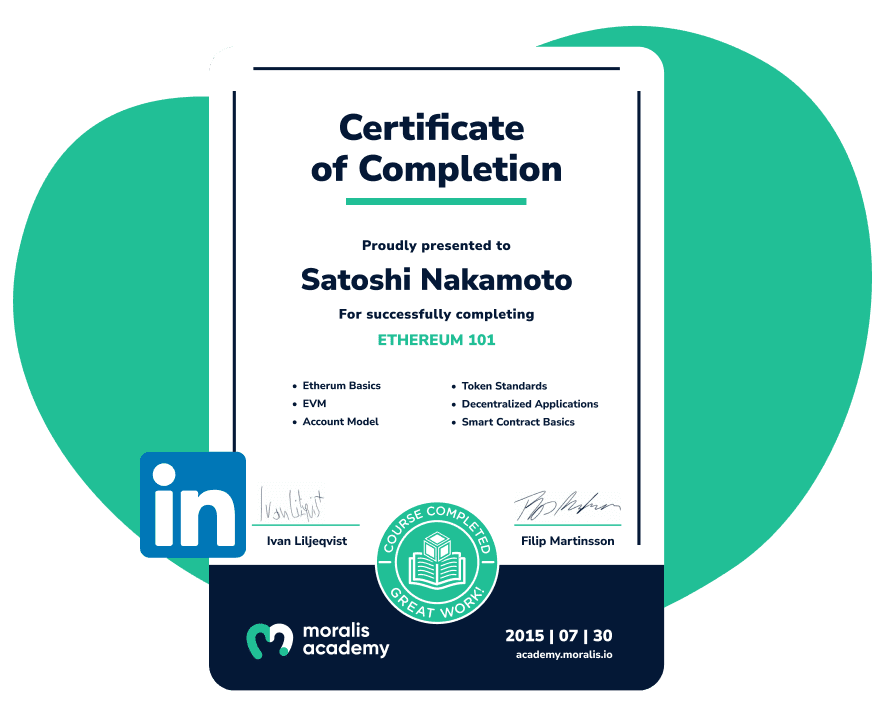 Certificate
of Completion
Proudly presented to
Satoshi Nakamoto
For successfully completing
ETHEREUM 101
• Etherum Basics
• EVM
• Account Model
• Token Standards
• Decentralized Applications
• Smart Contract Basics
in
Ivan Liljeqvist
Ivan Liljeqvist
Filip Martinsson
COURSE COMPLETED
GREAT WORK!
moralis
academy
2015 | 07 | 30
academy.moralis.io